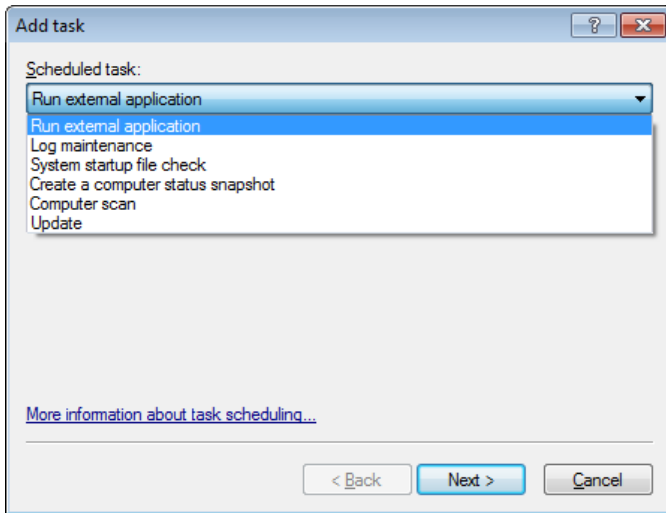 Add task
Scheduled task:
Run external application
Run external application
Log maintenance
System startup file check
Create a computer status snapshot
Computer scan
Update
More information about task scheduling...
< Back Next > Cancel